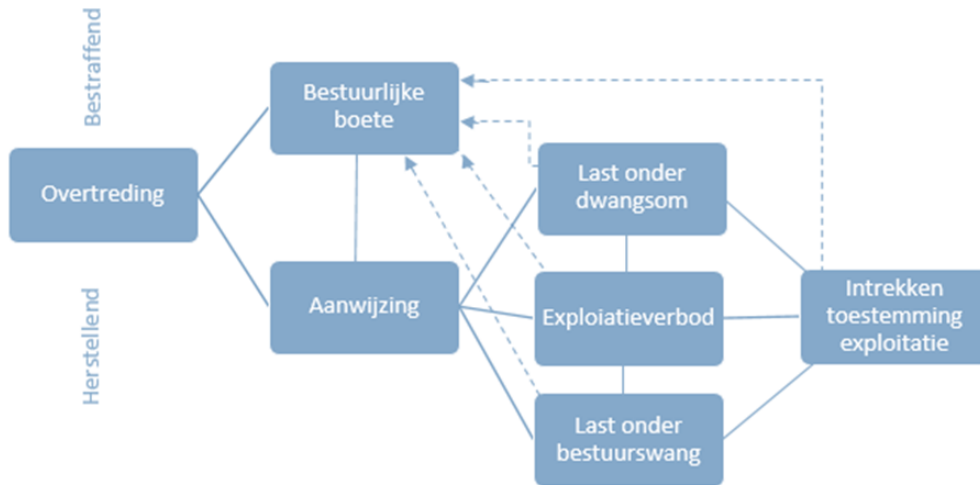 Bestraffend
Herstellend
Overtreding
Bestuurlijke
boete
Aanwijzing
Last onder
dwangsom
Exploiatieverbod
Last onder
bestuurswang
Intrekken
toestemming
exploitatie